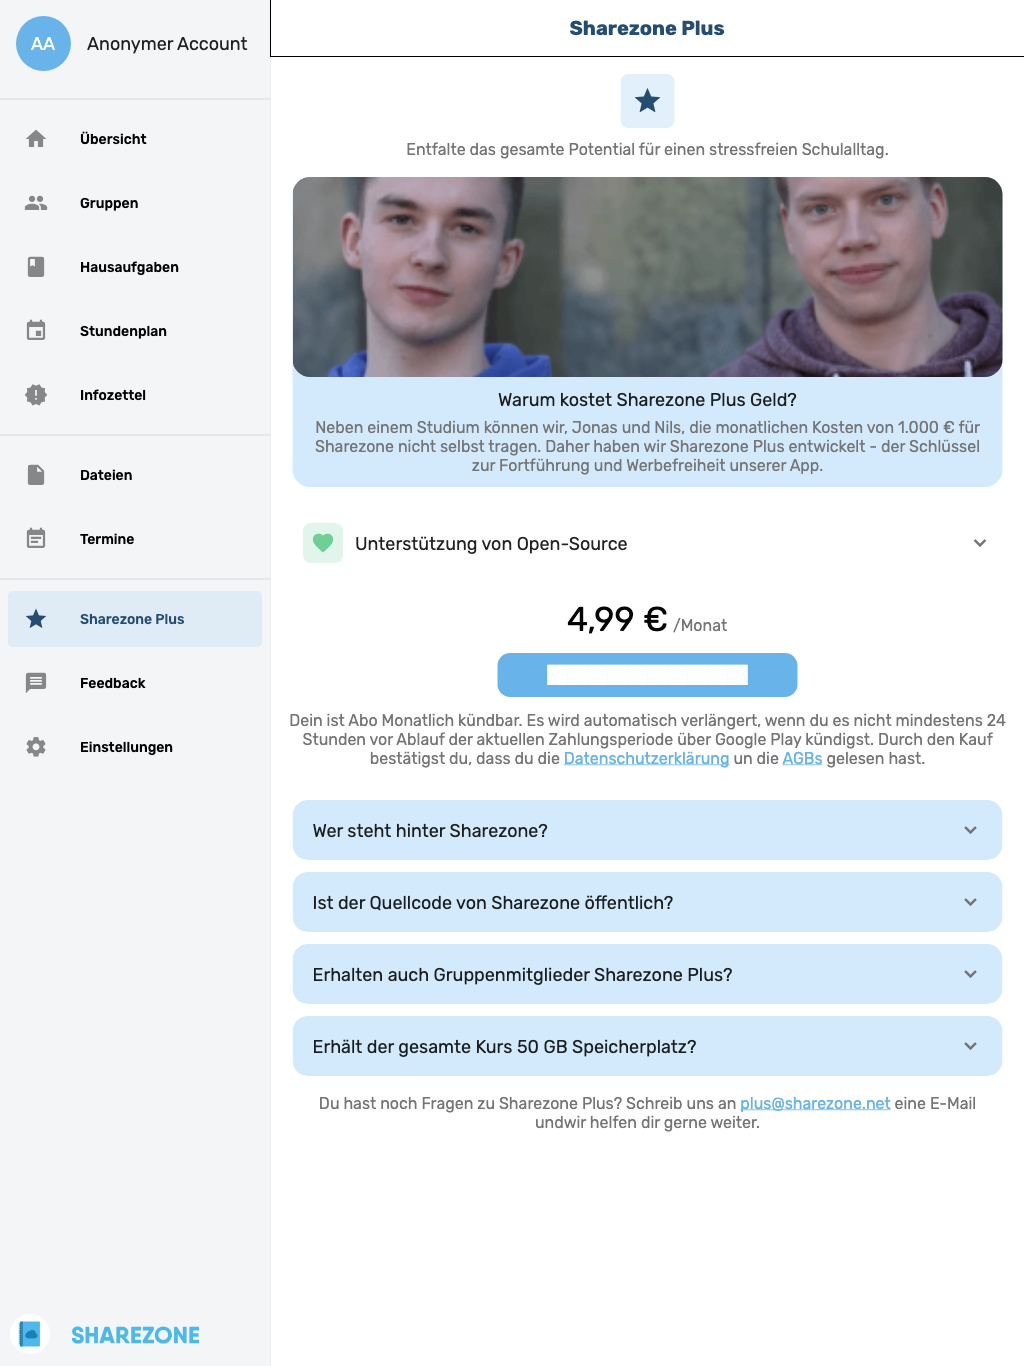 AA
Anonymer Account
Übersicht
Gruppen
Hausaufgaben
Stundenplan
Infozettel
Dateien
Termine
Sharezone Plus
Feedback
Einstellungen
SHAREZONE
Sharezone Plus
Entfalte das gesamte Potential für einen stressfreien Schulalltag.
Warum kostet Sharezone Plus Geld?
Neben einem Studium können wir, Jonas und Nils, die monatlichen Kosten von 1.000 € für
Sharezone nicht selbst tragen. Daher haben wir Sharezone Plus entwickelt - der Schlüssel
zur Fortführung und Werbefreiheit unserer App.
Unterstützung von Open-Source
4,99 € /Monat
Dein ist Abo Monatlich kündbar. Es wird automatisch verlängert, wenn du es nicht mindestens 24
Stunden vor Ablauf der aktuellen Zahlungsperiode über Google Play kündigst. Durch den Kauf
bestätigst du, dass du die Datenschutzerklärung un die AGBs gelesen hast.
Wer steht hinter Sharezone?
Ist der Quellcode von Sharezone öffentlich?
Erhalten auch Gruppenmitglieder Sharezone Plus?
Erhält der gesamte Kurs 50 GB Speicherplatz?
Du hast noch Fragen zu Sharezone Plus? Schreib uns an plus@sharezone.net eine E-Mail
undwir helfen dir gerne weiter.